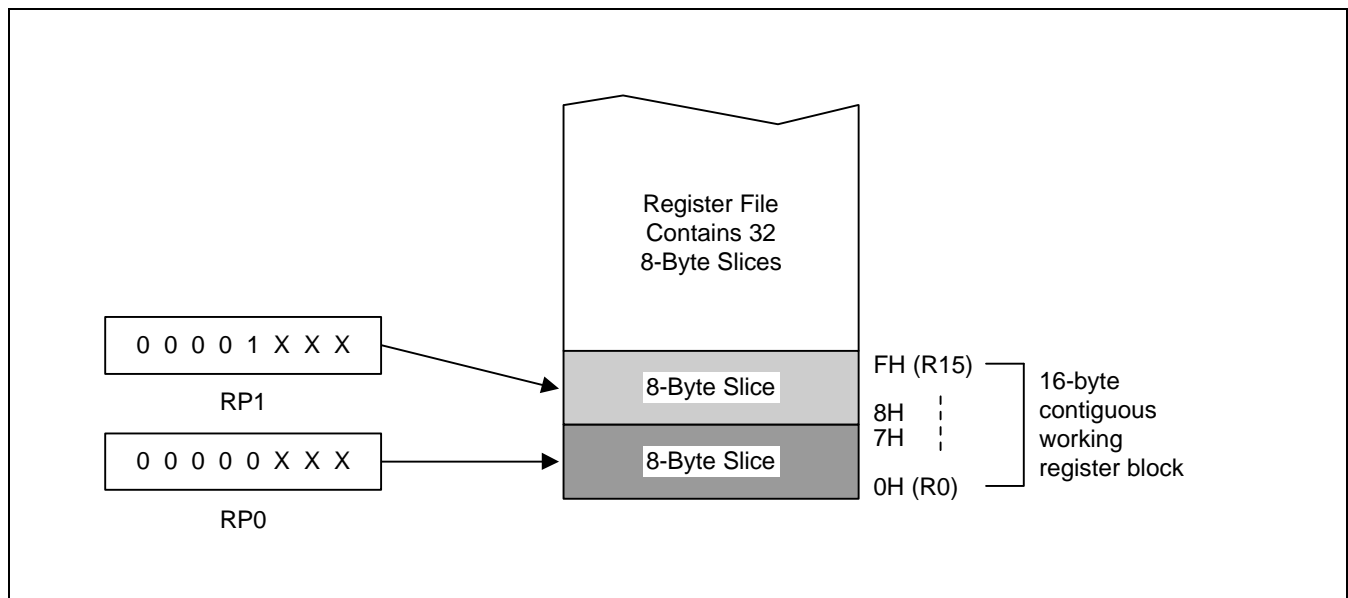 Register File
Contains 32
8-Byte Slices
0 0 0 0 1 X X X
RP1
0 0 0 0 0 X X X
RP0
8-Byte Slice
8-Byte Slice
FH (R15)
8H
7H
0H (R0)
16-byte
contiguous
working
register block